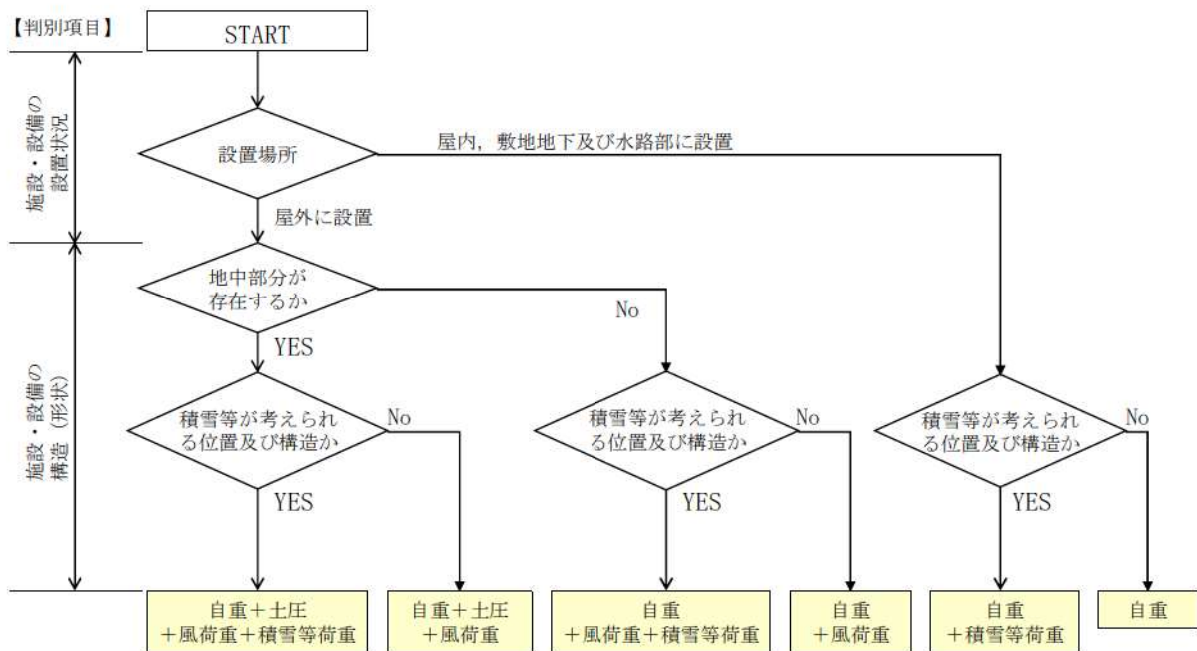 【判別項目】
START
施設・設備の
設置状況
設置場所
屋内，敷地地下及び水路部に設置
屋外に設置
施設・設備の
構造（形状）
地中部分が
存在するか
No
YES
積雪等が考えられ
る位置及び構造か
No
YES
積雪等が考えられ
る位置及び構造か
No
YES
積雪等が考えられ
る位置及び構造か
No
YES
自重＋土圧
＋風荷重＋積雪等荷重
自重＋土圧
＋風荷重
自重
＋風荷重＋積雪等荷重
自重
＋風荷重
自重
＋積雪等荷重
自重